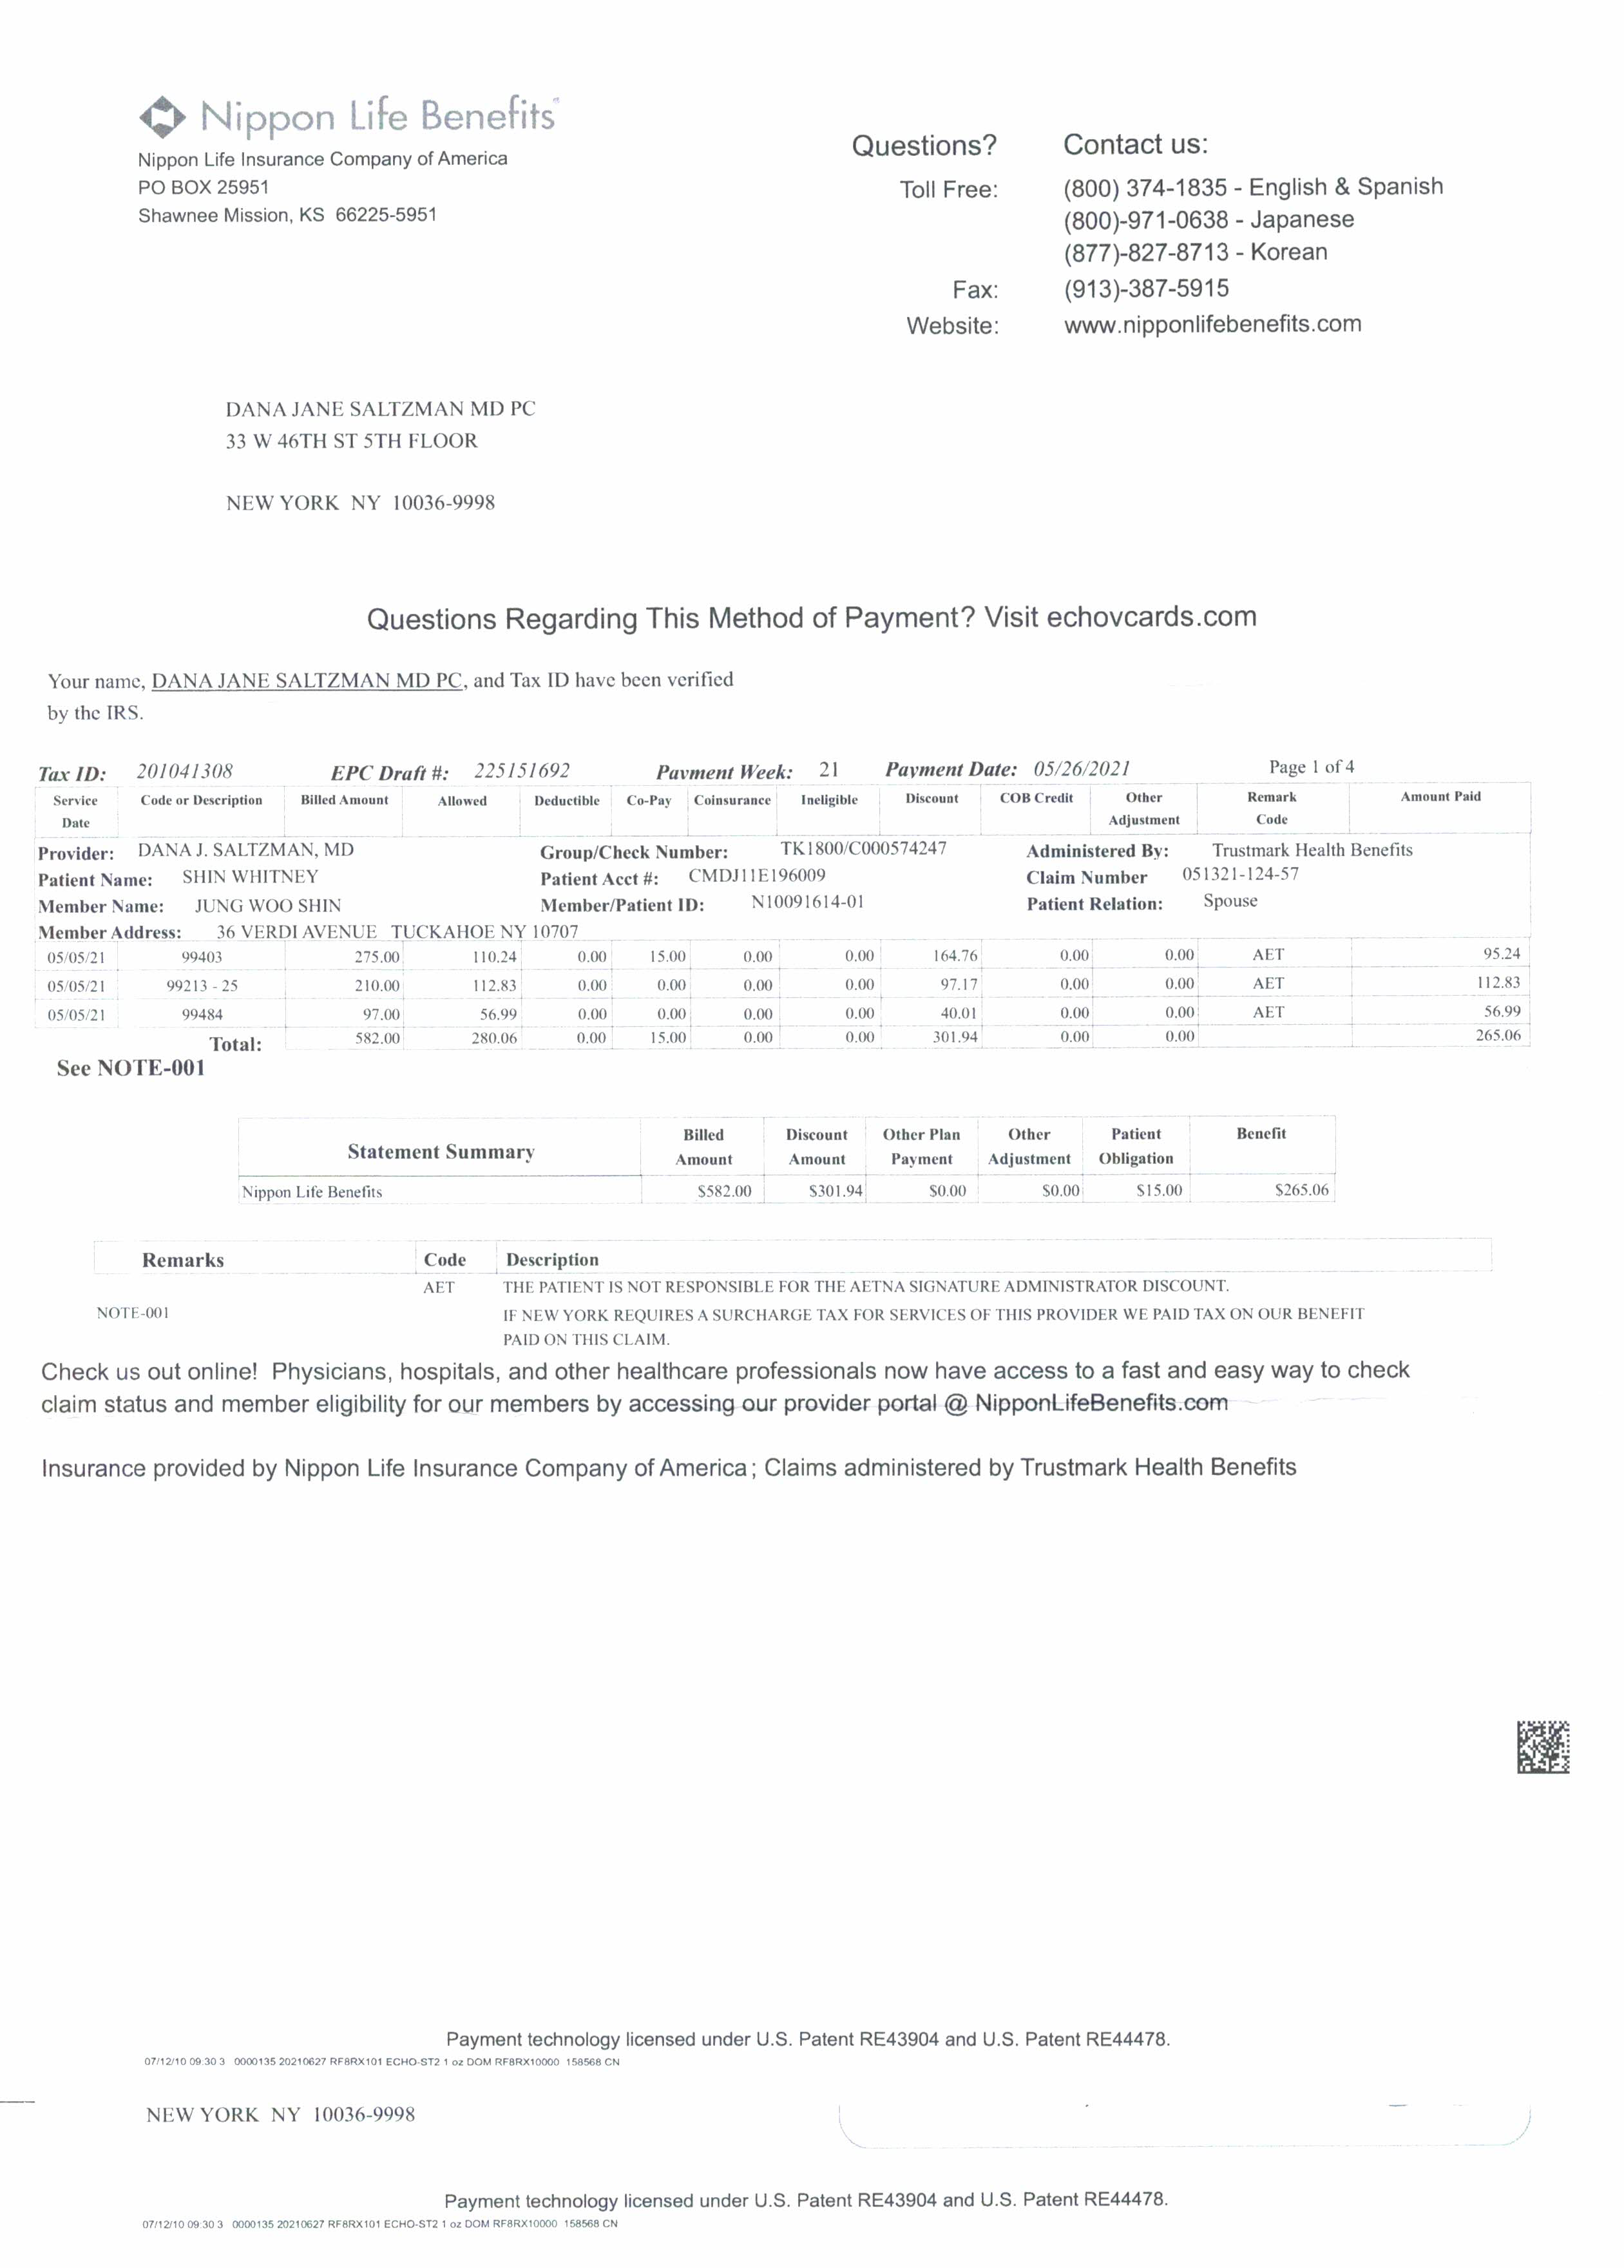 Nippon Life Benefits
Nippon Life Insurance Company of America
PO BOX 25951
Shawnee Mission, KS 66225-5951
Questions? Contact us:
Toll Free: (800) 374-1835 - English & Spanish
(800)-971-0638 - Japanese
(877)-827-8713 - Korean
Fax: (913)-387-5915
Website: www.nipponlifebenefits.com
DANA JANE SALTZMAN MD PC
33 W 46TH ST 5TH FLOOR
NEW YORK NY 10036-9998
Questions Regarding This Method of Payment? Visit echovcards.com
Your name, DANA JANE SALTZMAN MD PC, and Tax ID have been verified
by the IRS.
Tax ID: 201041308 EPC Draft #: 225151692 Payment Week: 21 Payment Date: 05/26/2021 Page 1 of 4
Service Date Code or Description Billed Amount Allowed Deductible Co-Pay Coinsurance Ineligible Discount COB Credit Other Adjustment Remark Code Amount Paid
Provider: DANA J. SALTZMAN, MD Group/Check Number: TK1800/C000574247 Administered By: Trustmark Health Benefits
Patient Name: SHIN WHITNEY Patient Acct #: CMDJ11E196009 Claim Number 051321-124-57
Member Name: JUNG WOO SHIN Member/Patient ID: N10091614-01 Patient Relation: Spouse
Member Address: 36 VERDI AVENUE TUCKAHOE NY 10707
05/05/21 99403 275.00 110.24 0.00 15.00 0.00 0.00 164.76 0.00 0.00 AET 95.24
05/05/21 99213 - 25 210.00 112.83 0.00 0.00 0.00 0.00 97.17 0.00 0.00 AET 112.83
05/05/21 99484 97.00 56.99 0.00 0.00 0.00 0.00 40.01 0.00 0.00 AET 56.99
Total: 582.00 280.06 0.00 15.00 0.00 0.00 301.94 0.00 0.00 265.06
See NOTE-001
Statement Summary Billed Amount Discount Amount Other Plan Payment Other Adjustment Patient Obligation Benefit
Nippon Life Benefits $582.00 $301.94 $0.00 $0.00 $15.00 $265.06
Remarks Code Description
AET THE PATIENT IS NOT RESPONSIBLE FOR THE AETNA SIGNATURE ADMINISTRATOR DISCOUNT.
NOTE-001 IF NEW YORK REQUIRES A SURCHARGE TAX FOR SERVICES OF THIS PROVIDER WE PAID TAX ON OUR BENEFIT
PAID ON THIS CLAIM.
Check us out online! Physicians, hospitals, and other healthcare professionals now have access to a fast and easy way to check
claim status and member eligibility for our members by accessing our provider portal @ NipponLifeBenefits.com
Insurance provided by Nippon Life Insurance Company of America; Claims administered by Trustmark Health Benefits
Payment technology licensed under U.S. Patent RE43904 and U.S. Patent RE44478.
07/12/10 09:30 3 0000135 20210627 RF8RX101 ECHO-ST2 1 oz DOM RF8RX10000 158568 CN
NEW YORK NY 10036-9998
Payment technology licensed under U.S. Patent RE43904 and U.S. Patent RE44478.
07/12/10 09:30 3 0000135 20210627 RF8RX101 ECHO-ST2 1 oz DOM RF8RX10000 158568 CN